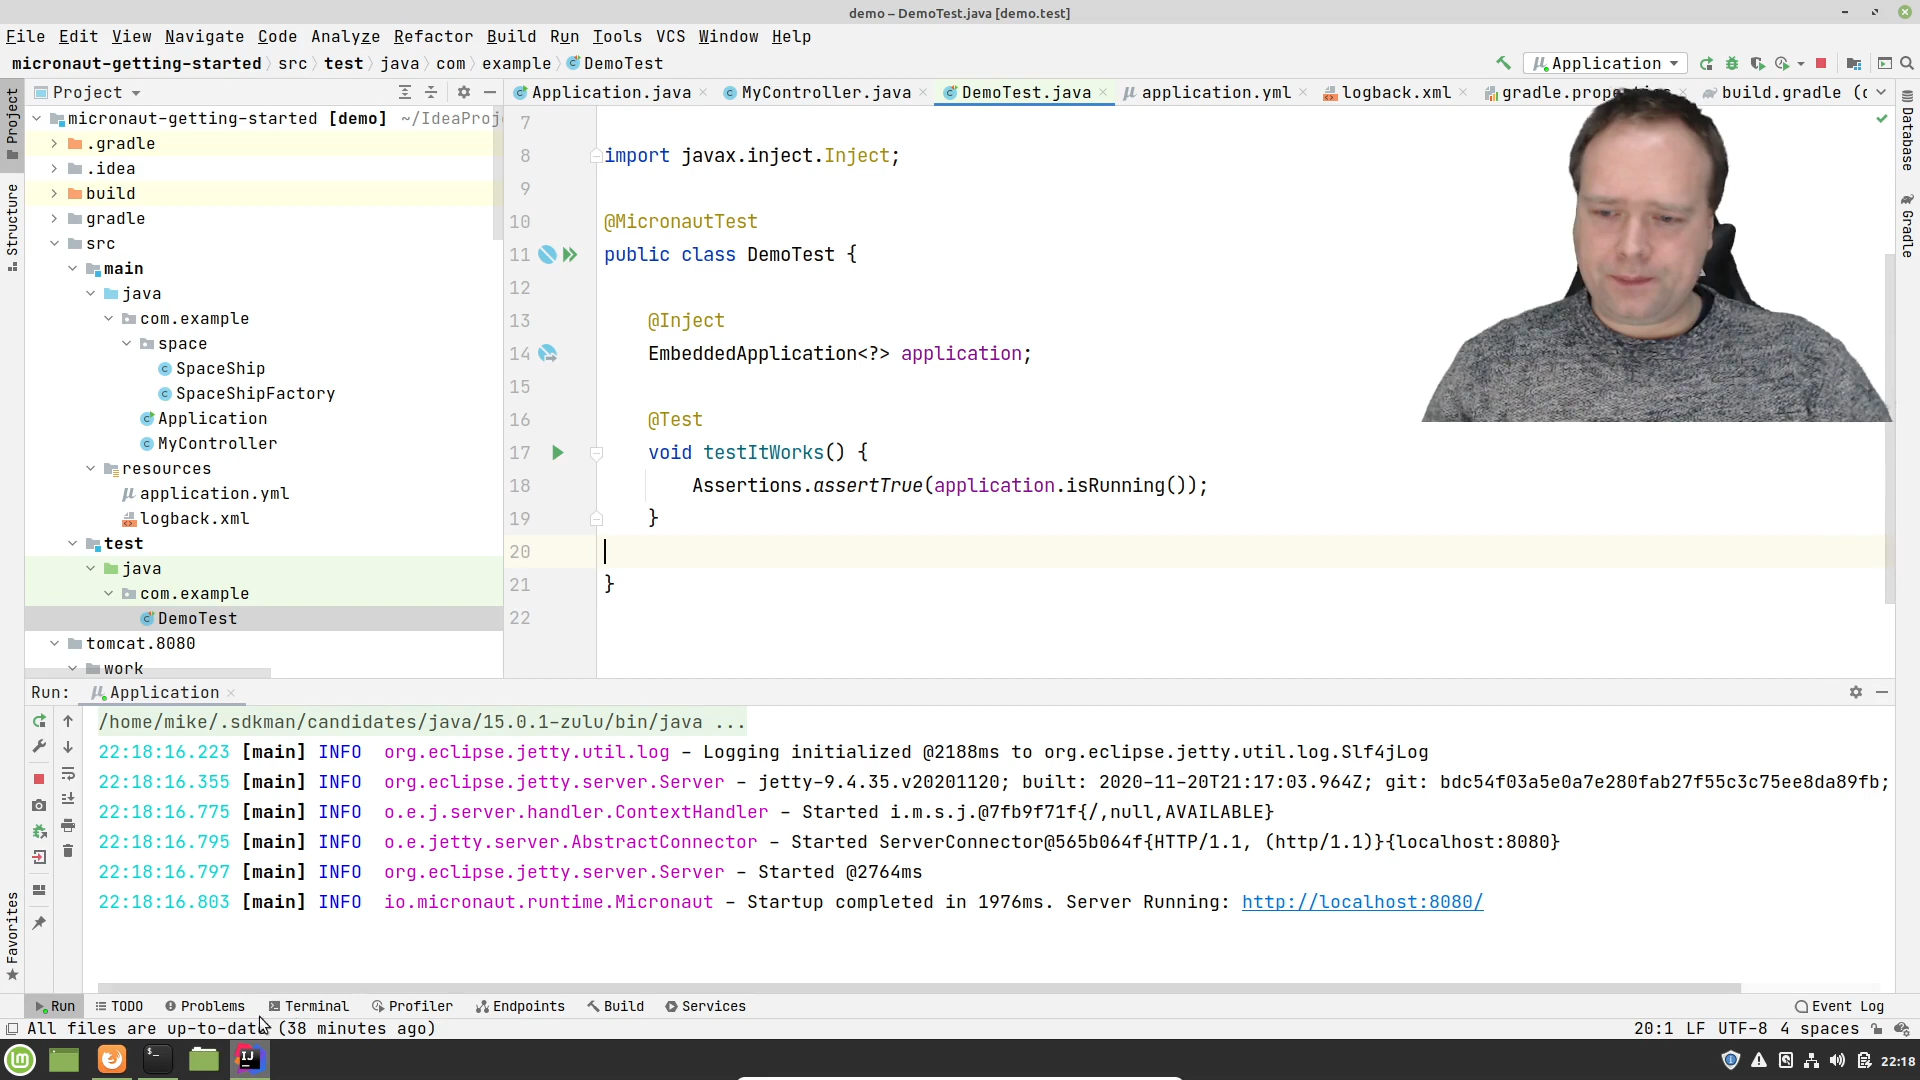 demo – DemoTest.java [demo.test]
File Edit View Navigate Code Analyze Refactor Build Run Tools VCS Window Help
micronaut-getting-started src test java com example DemoTest
Application
Project
Application.java MyController.java DemoTest.java application.yml logback.xml build.gradle
micronaut-getting-started [demo] ~/IdeaProj
.gradle
.idea
build
gradle
src
main
java
com.example
space
SpaceShip
SpaceShipFactory
Application
MyController
resources
application.yml
logback.xml
test
java
com.example
DemoTest
tomcat.8080
work
Project
Structure
Favorites
7
8 import javax.inject.Inject;
9
10 @MicronautTest
11 public class DemoTest {
12
13 @Inject
14 EmbeddedApplication<?> application;
15
16 @Test
17 void testItWorks() {
18 Assertions.assertTrue(application.isRunning());
19 }
20
21 }
22
Database
Gradle
Run: Application
/home/mike/.sdkman/candidates/java/15.0.1-zulu/bin/java ...
22:18:16.223 [main] INFO org.eclipse.jetty.util.log – Logging initialized @2188ms to org.eclipse.jetty.util.log.Slf4jLog
22:18:16.355 [main] INFO org.eclipse.jetty.server.Server – jetty-9.4.35.v20201120; built: 2020-11-20T21:17:03.964Z; git: bdc54f03a5e0a7e280fab27f55c3c75ee8da89fb;
22:18:16.775 [main] INFO o.e.j.server.handler.ContextHandler – Started i.m.s.j.@7fb9f71f{/,null,AVAILABLE}
22:18:16.795 [main] INFO o.e.jetty.server.AbstractConnector – Started ServerConnector@565b064f{HTTP/1.1, (http/1.1)}{localhost:8080}
22:18:16.797 [main] INFO org.eclipse.jetty.server.Server – Started @2764ms
22:18:16.803 [main] INFO io.micronaut.runtime.Micronaut – Startup completed in 1976ms. Server Running: http://localhost:8080/
Run TODO Problems Terminal Profiler Endpoints Build Services Event Log
All files are up-to-date (38 minutes ago)
20:1 LF UTF-8 4 spaces
22:18